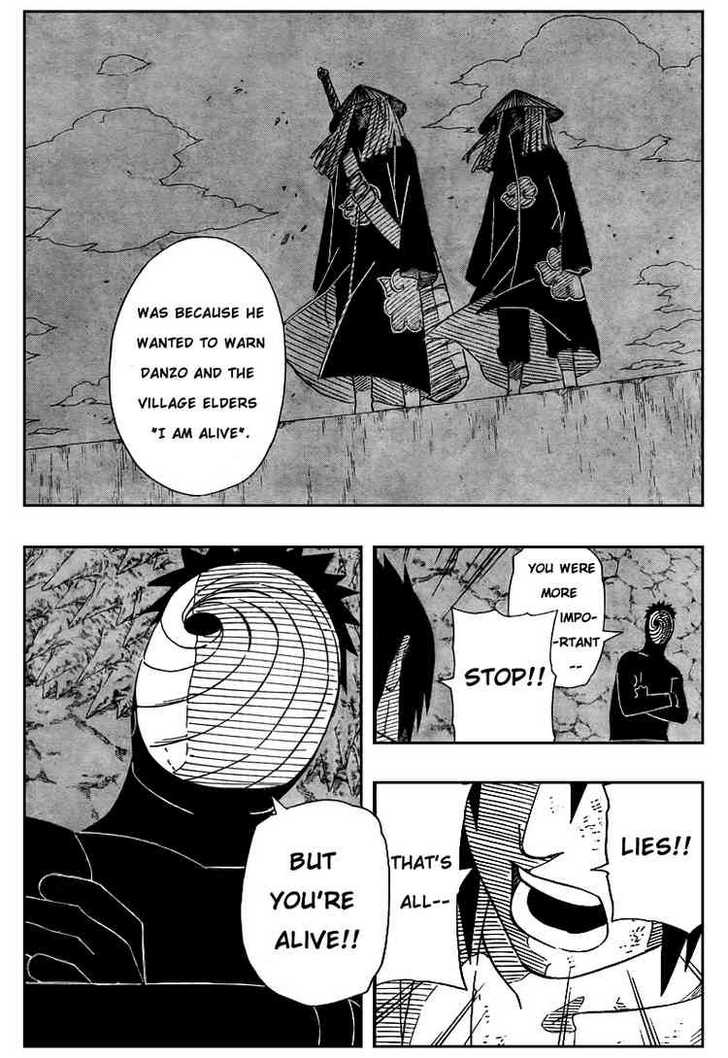 WAS BECAUSE HE
WANTED TO WARN
DANZO AND THE
VILLAGE ELDERS
"I AM ALIVE".
YOU WERE
MORE
IMPO-
-RTANT
--
STOP!!
LIES!!
THAT'S
ALL--
BUT
YOU'RE
ALIVE!!